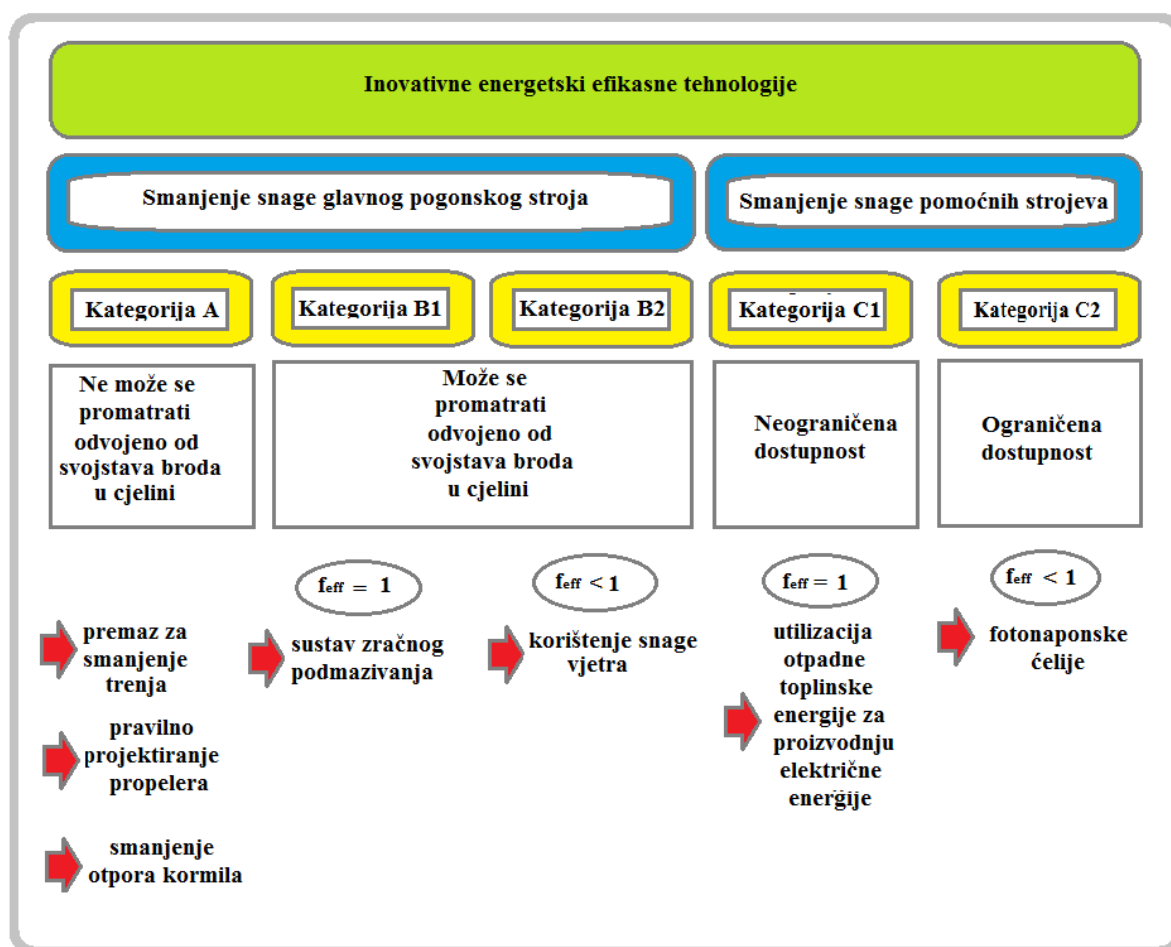 Inovativne energetski efikasne tehnologije
Smanjenje snage glavnog pogonskog stroja
Smanjenje snage pomoćnih strojeva
Kategorija A
Kategorija B1
Kategorija B2
Kategorija C1
Kategorija C2
Ne može se
promatrati
odvojeno od
svojstava broda
u cjelini
Može se
promatrati
odvojeno od
svojstava broda
u cjelini
Neograničena
dostupnost
Ograničena
dostupnost
feff = 1
feff < 1
feff = 1
feff < 1
premaz za
smanjenje
trenja
pravilno
projektiranje
propelera
smanjenje
otpora kormila
sustav zračnog
podmazivanja
korištenje snage
vjetra
utilizacija
otpadne
toplinske
energije za
proizvodnju
električne
energije
fotonaponske
ćelije